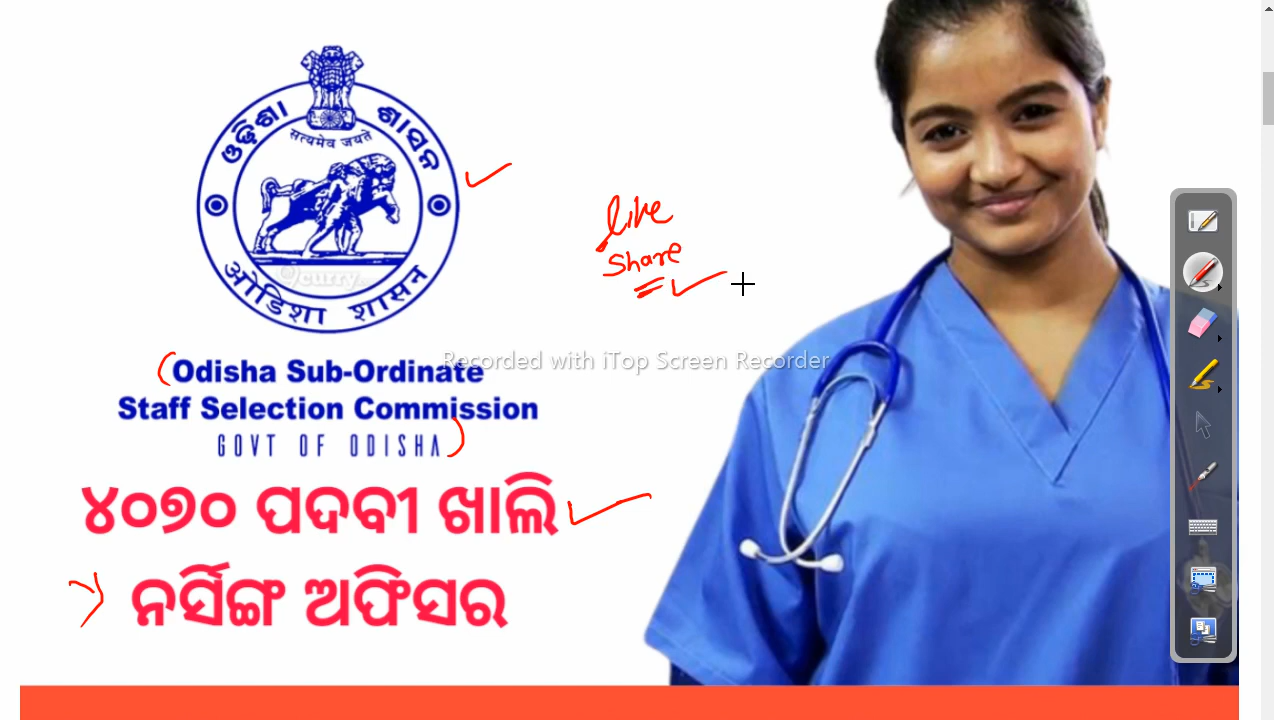 ଓଡ଼ିଶା ଶାସନ
सत्यमेव जयते
ओडिशा शासन
curry
like
Share
Recorded with iTop Screen Recorder
(Odisha Sub-Ordinate
Staff Selection Commission
GOVT OF ODISHA)
୪୦୭୦ ପଦବୀ ଖାଲି
ନର୍ସିଙ୍ଗ ଅଫିସର